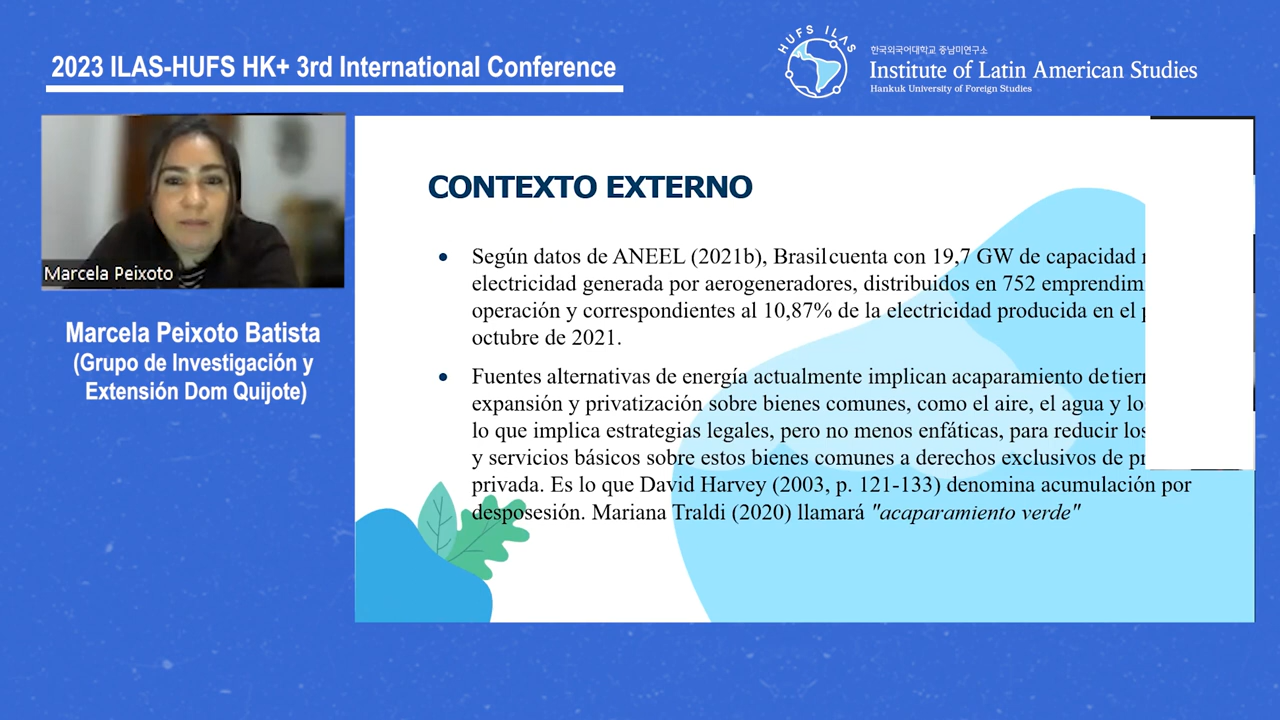 2023 ILAS-HUFS HK+ 3rd International Conference
HUFS ILAS
한국외국어대학교 중남미연구소
Institute of Latin American Studies
Hankuk University of Foreign Studies
Marcela Peixoto
Marcela Peixoto Batista
(Grupo de Investigación y
Extensión Dom Quijote)
CONTEXTO EXTERNO
• Según datos de ANEEL (2021b), Brasil cuenta con 19,7 GW de capacidad
electricidad generada por aerogeneradores, distribuidos en 752
operación y correspondientes al 10,87% de la electricidad producida en el
octubre de 2021.
• Fuentes alternativas de energía actualmente implican acaparamiento de
expansión y privatización sobre bienes comunes, como el aire, el agua y
lo que implica estrategias legales, pero no menos enfáticas, para reducir
y servicios básicos sobre estos bienes comunes a derechos exclusivos de
privada. Es lo que David Harvey (2003, p. 121-133) denomina acumulación por
desposesión. Mariana Traldi (2020) llamará "acaparamiento verde"